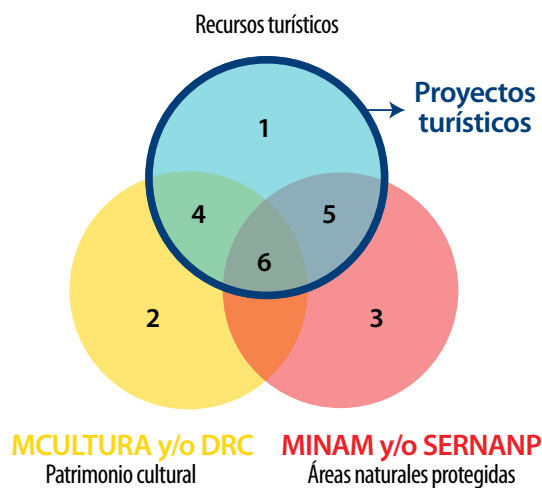 Recursos turísticos
Proyectos
turísticos
1
4
5
6
2
3
MCULTURA y/o DRC
Patrimonio cultural
MINAM y/o SERNANP
Áreas naturales protegidas